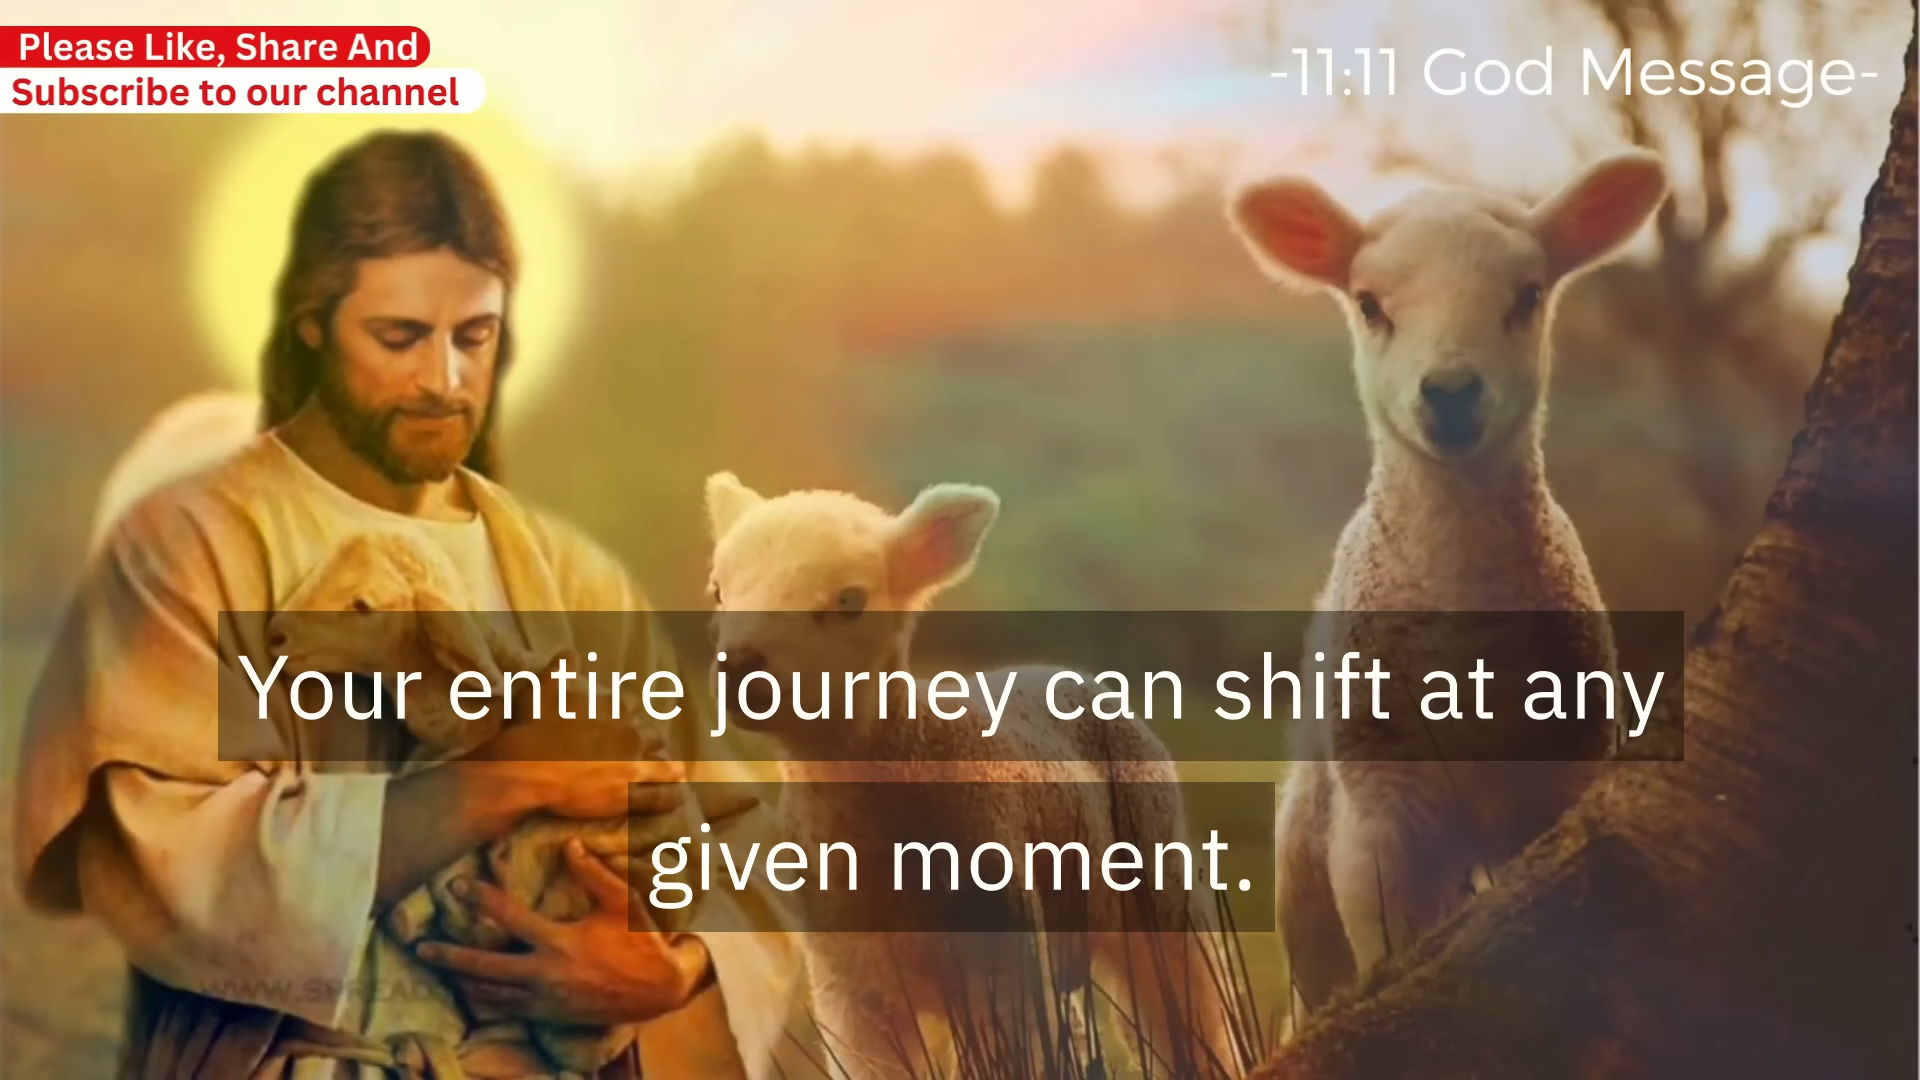 Please Like, Share And
Subscribe to our channel
-11:11 God Message-
Your entire journey can shift at any
given moment.